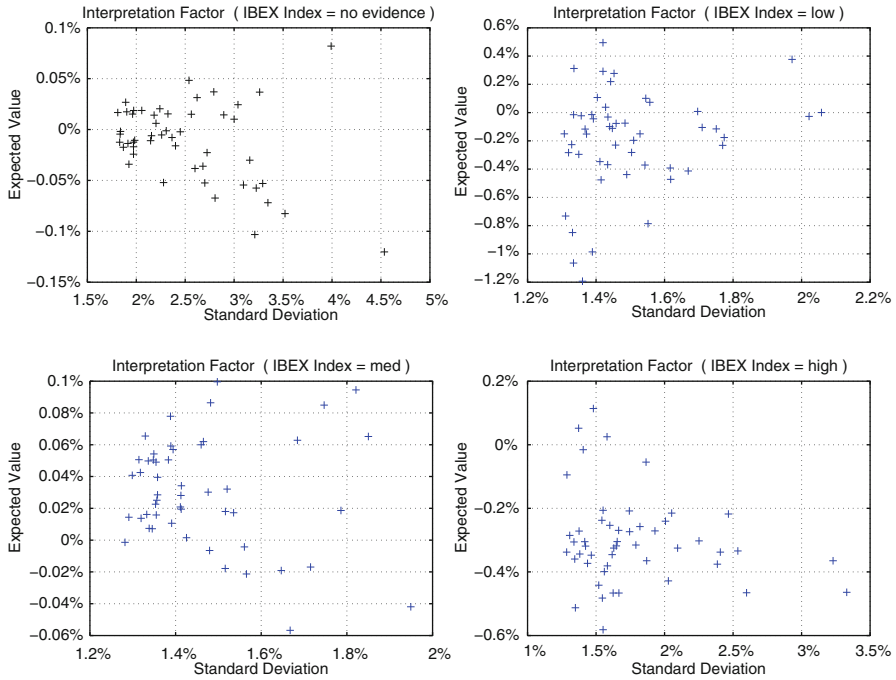 Interpretation Factor ( IBEX Index = no evidence)
0.1%
0.05%
0%
−0.05%
−0.1%
−0.15%
Expected Value
1.5% 2% 2.5% 3% 3.5% 4% 4.5% 5%
Standard Deviation
Interpretation Factor ( IBEX Index = low)
0.6%
0.4%
0.2%
0%
−0.2%
−0.4%
−0.6%
−0.8%
−1%
−1.2%
Expected Value
1.2% 1.4% 1.6% 1.8% 2% 2.2%
Standard Deviation
Interpretation Factor ( IBEX Index = med)
0.1%
0.08%
0.06%
0.04%
0.02%
0%
−0.02%
−0.04%
−0.06%
Expected Value
1.2% 1.4% 1.6% 1.8% 2%
Standard Deviation
Interpretation Factor ( IBEX Index = high)
0.2%
0%
−0.2%
−0.4%
−0.6%
Expected Value
1% 1.5% 2% 2.5% 3% 3.5%
Standard Deviation